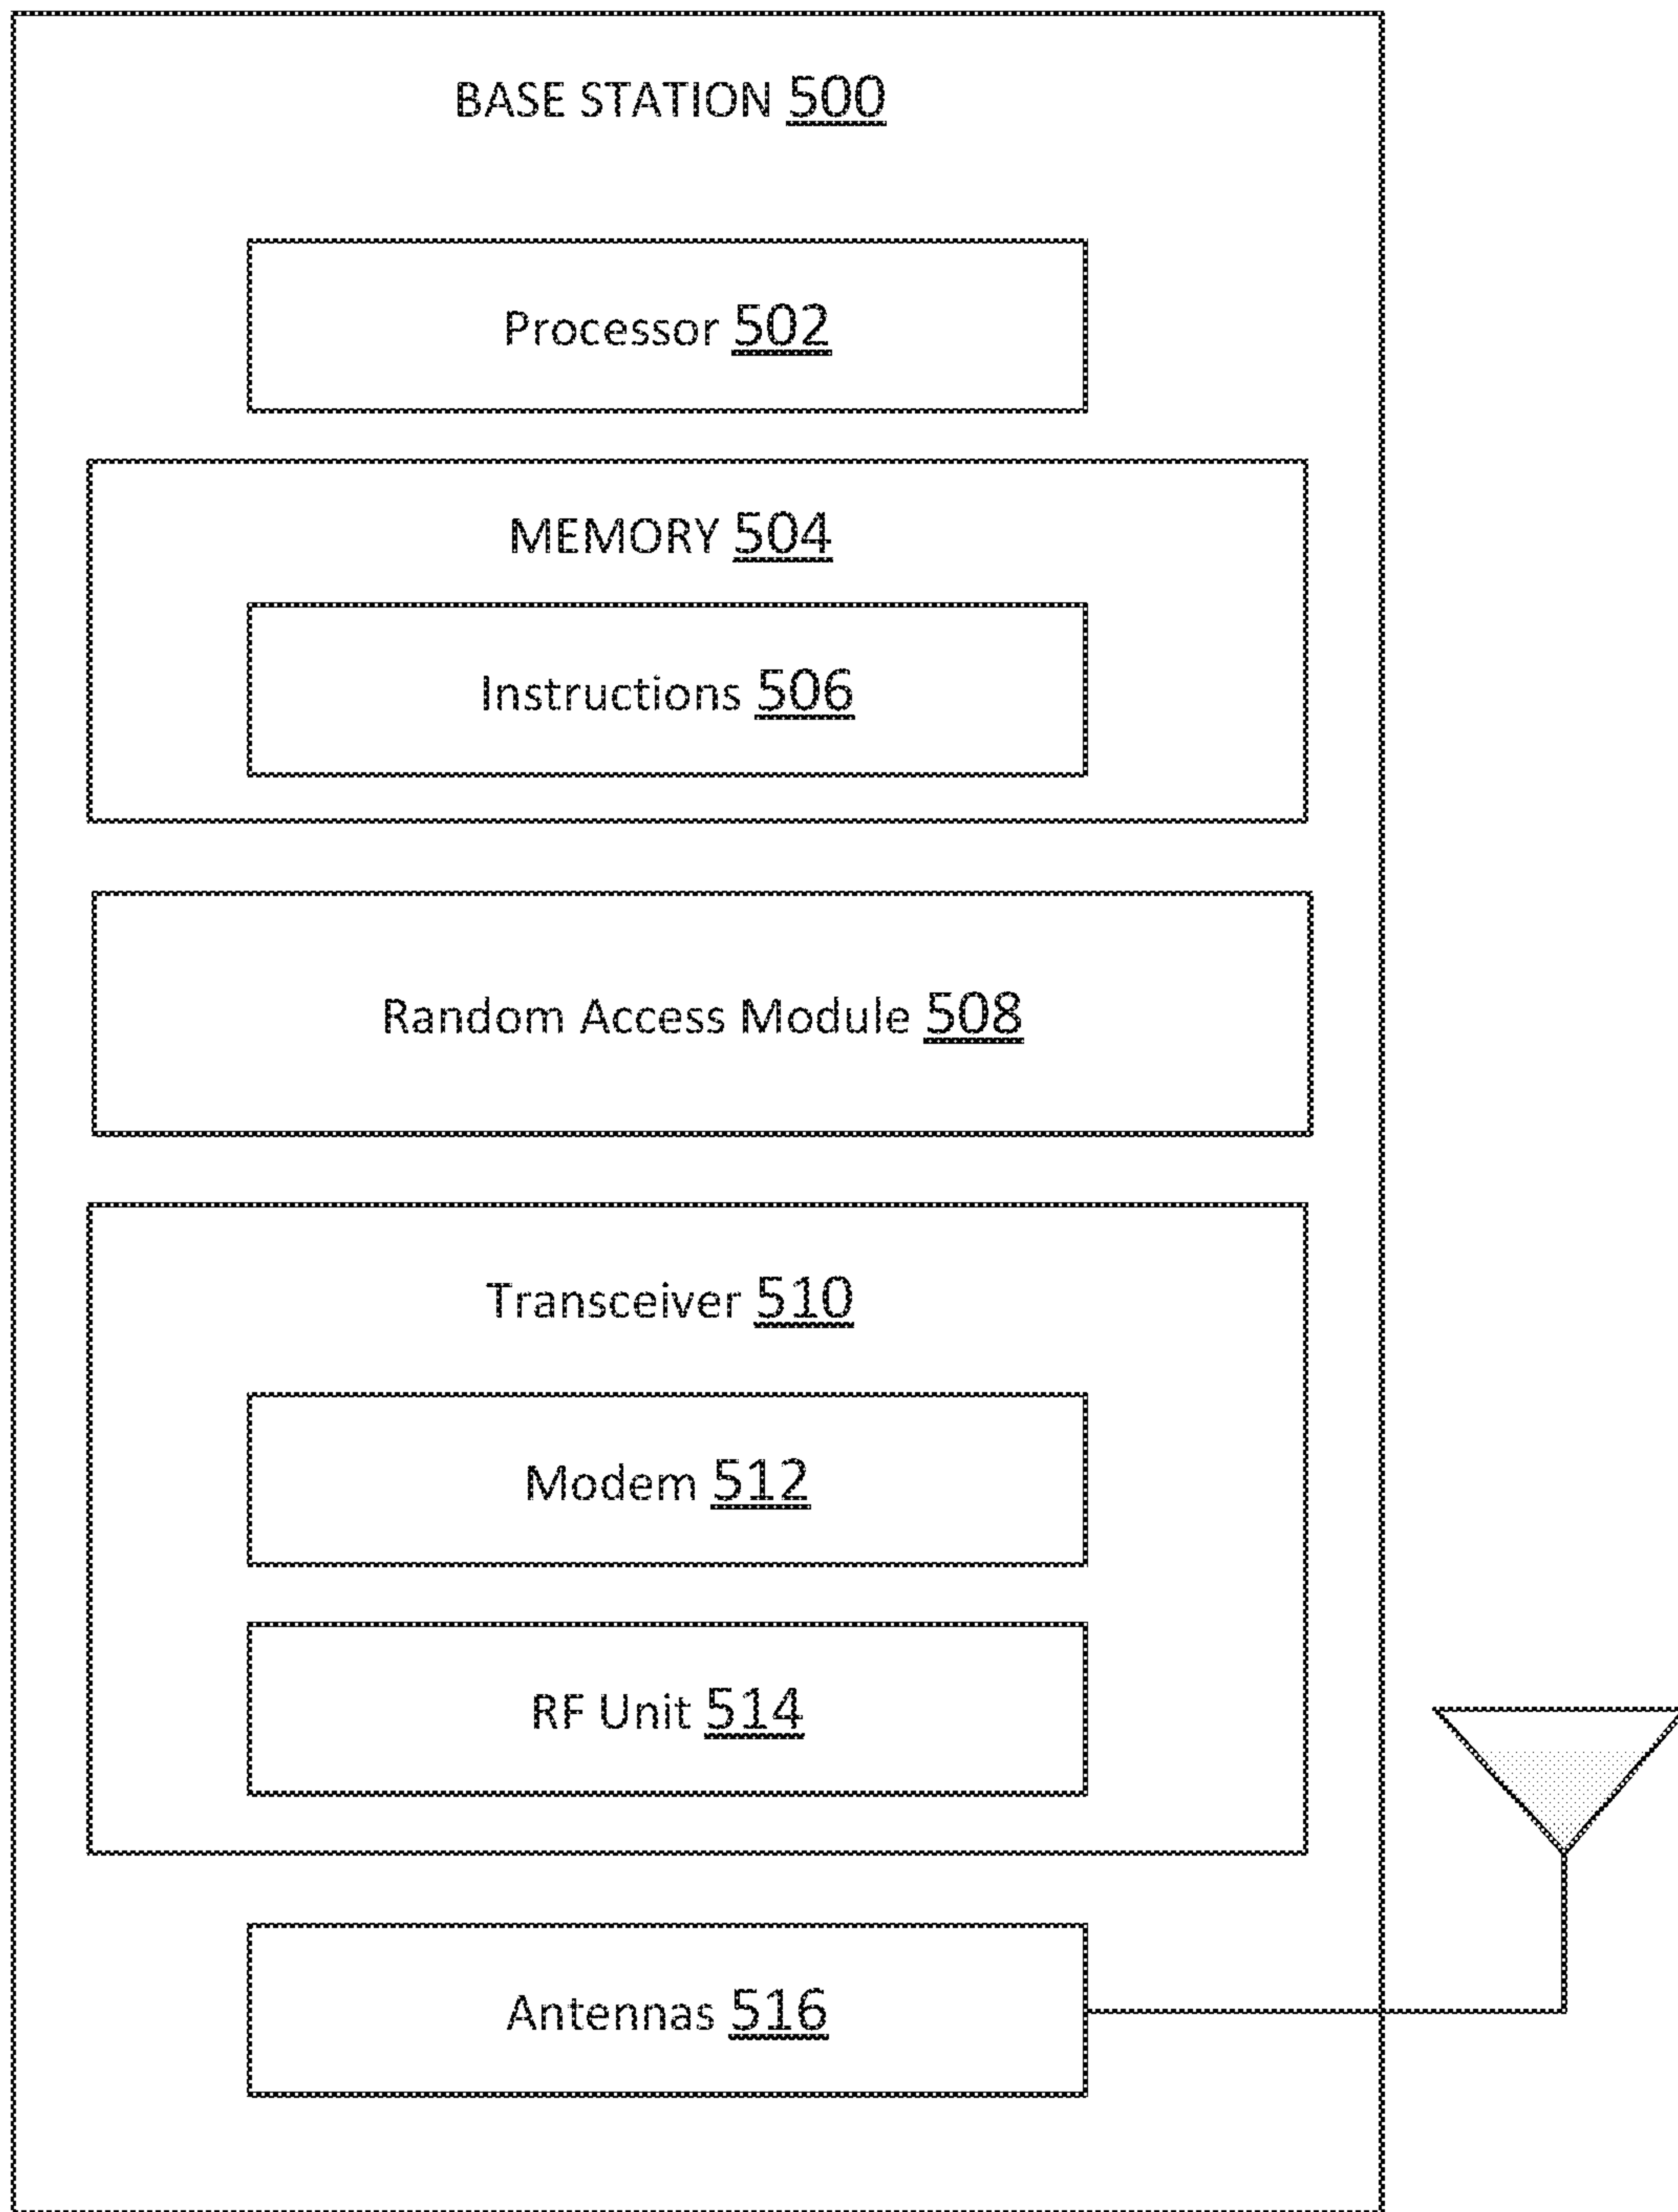 BASE STATION 500
Processor 502
MEMORY 504
Instructions 506
Random Access Module 508
Transceiver 510
Modem 512
RF Unit 514
Antennas 516